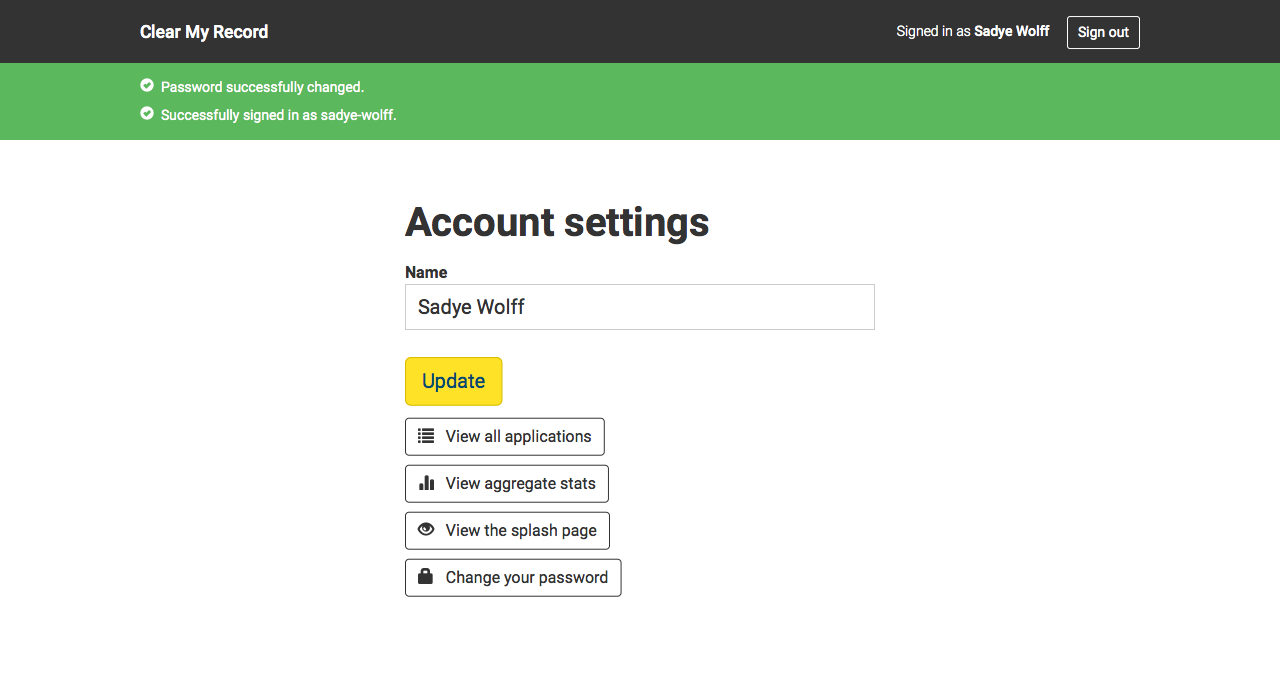 Clear My Record
Signed in as Sadye Wolff
Sign out
Password successfully changed.
Successfully signed in as sadye-wolff.
Account settings
Name
Sadye Wolff
Update
View all applications
View aggregate stats
View the splash page
Change your password